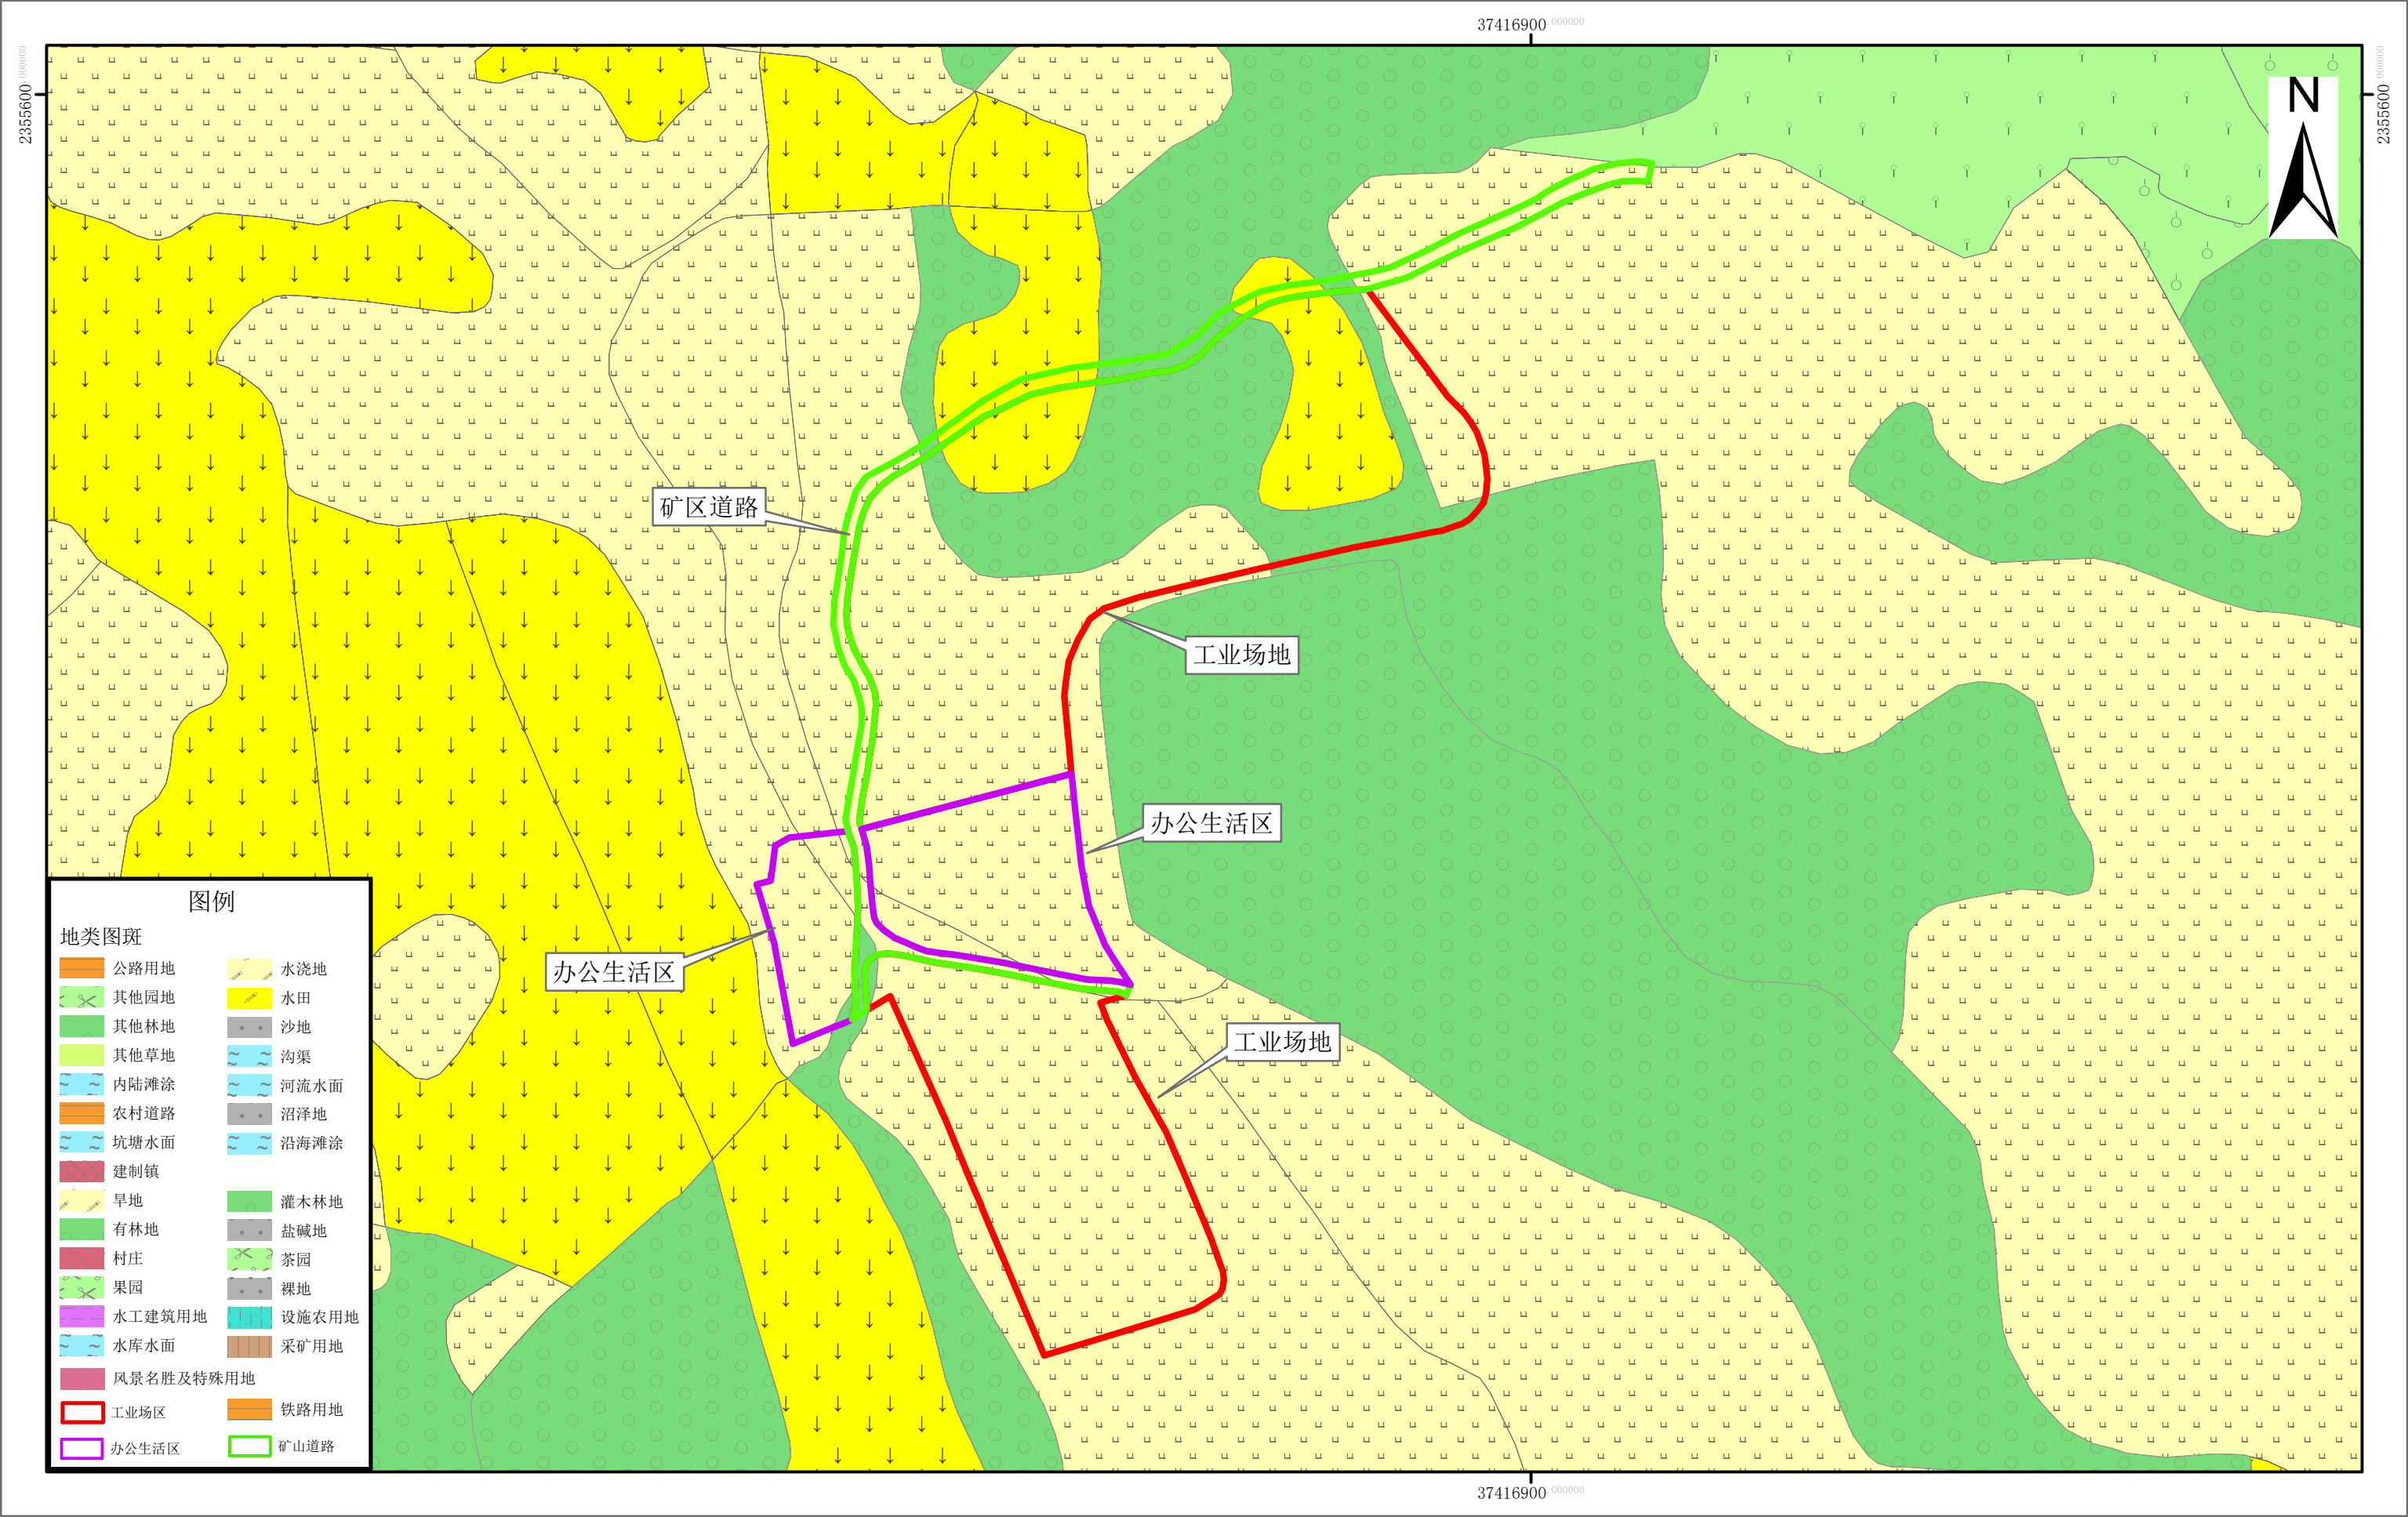 37416900.000000
2355600.000000
2355600.000000
N
矿区道路
工业场地
办公生活区
办公生活区
工业场地
图例
地类图斑
公路用地 水浇地
其他园地 水田
其他林地 沙地
其他草地 沟渠
内陆滩涂 河流水面
农村道路 沼泽地
坑塘水面 沿海滩涂
建制镇
旱地 灌木林地
有林地 盐碱地
村庄 茶园
果园 裸地
水工建筑用地 设施农用地
水库水面 采矿用地
风景名胜及特殊用地
工业场区 铁路用地
办公生活区 矿山道路
37416900.000000